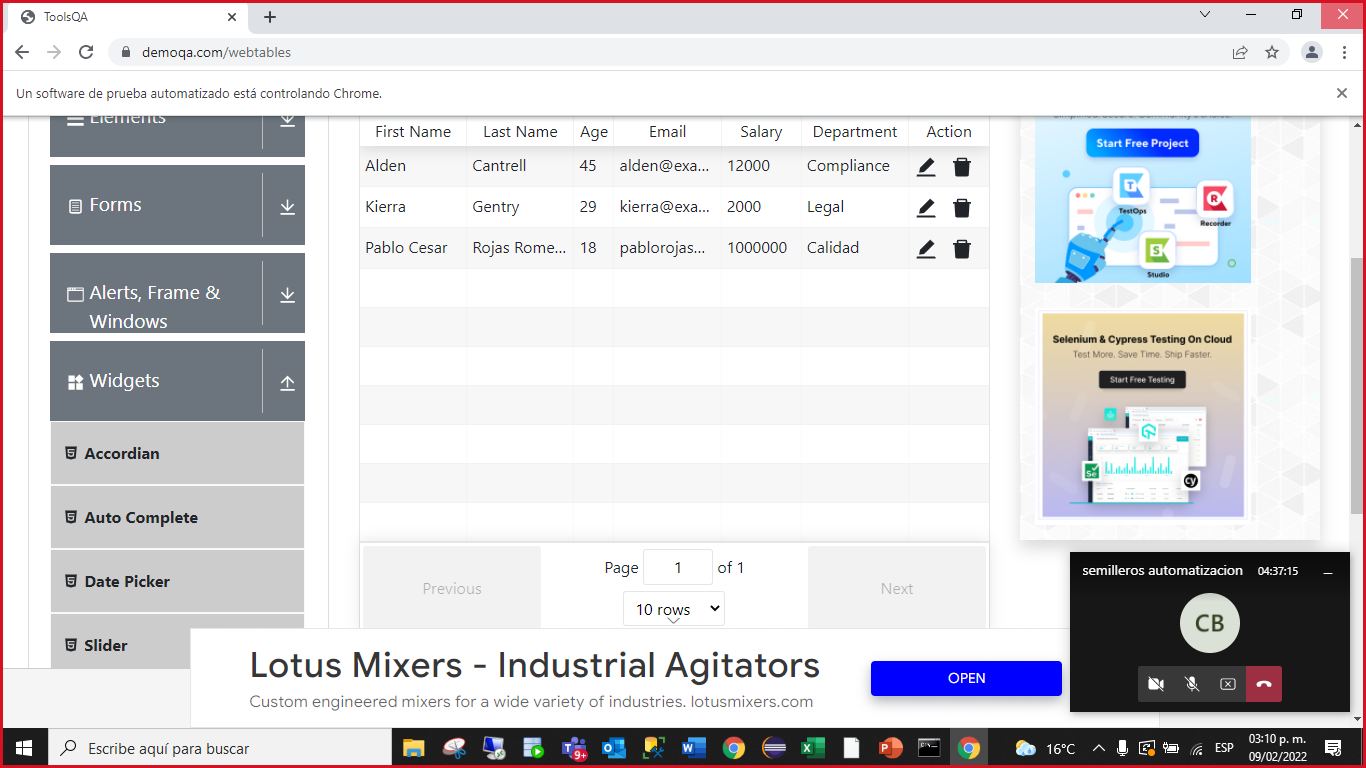 ToolsQA
demoqa.com/webtables
Un software de prueba automatizado está controlando Chrome.
Elements
Forms
Alerts, Frame &
Windows
Widgets
Accordian
Auto Complete
Date Picker
Slider
First Name Last Name Age Email Salary Department Action
Alden Cantrell 45 alden@exa... 12000 Compliance
Kierra Gentry 29 kierra@exa... 2000 Legal
Pablo Cesar Rojas Rome... 18 pablorojas... 1000000 Calidad
Previous
Page 1 of 1
10 rows
Next
Start Free Project
TestOps
Recorder
Studio
Selenium & Cypress Testing On Cloud
Test More. Save Time. Ship Faster.
Start Free Testing
Se
cy
semilleros automatizacion 04:37:15
CB
Lotus Mixers - Industrial Agitators
Custom engineered mixers for a wide variety of industries. lotusmixers.com
OPEN
Escribe aquí para buscar
9+
16°C
ESP
03:10 p. m.
09/02/2022